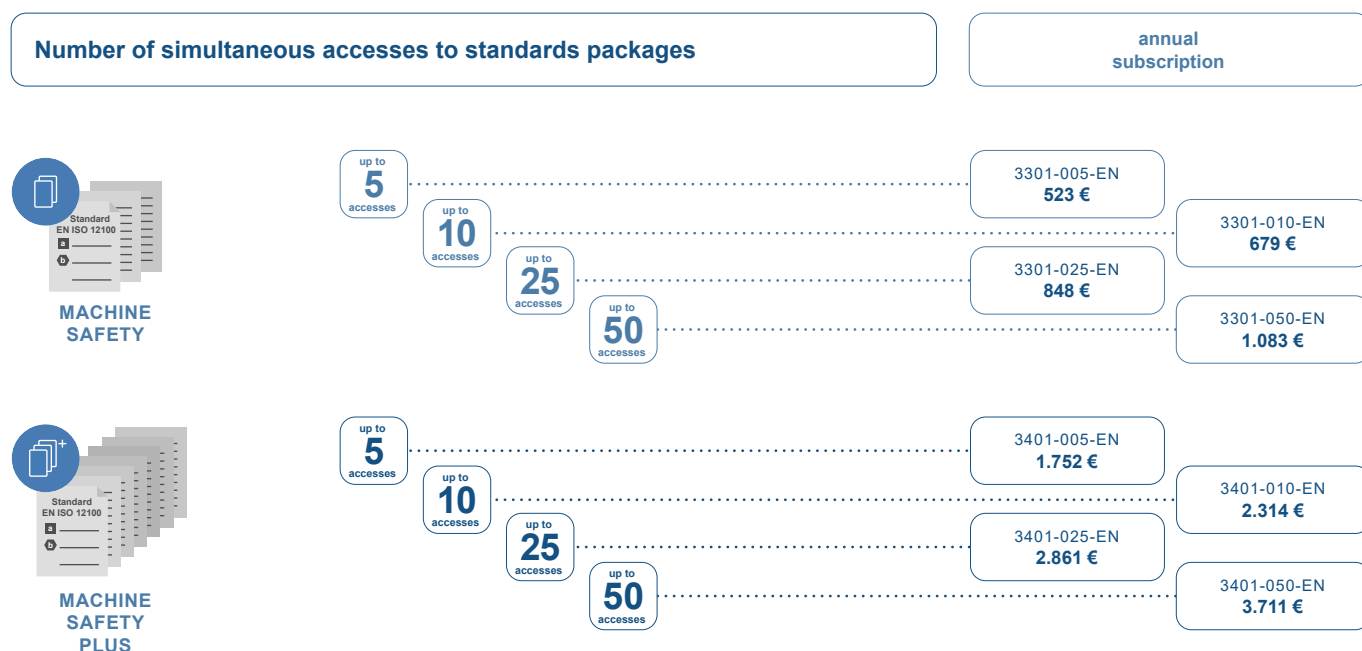 Number of simultaneous accesses to standards packages
annual
subscription
Standard
EN ISO 12100
a
b
MACHINE
SAFETY
up to
5
accesses
3301-005-EN
523 €
up to
10
accesses
3301-010-EN
679 €
up to
25
accesses
3301-025-EN
848 €
up to
50
accesses
3301-050-EN
1.083 €
Standard
EN ISO 12100
a
b
MACHINE
SAFETY
PLUS
up to
5
accesses
3401-005-EN
1.752 €
up to
10
accesses
3401-010-EN
2.314 €
up to
25
accesses
3401-025-EN
2.861 €
up to
50
accesses
3401-050-EN
3.711 €